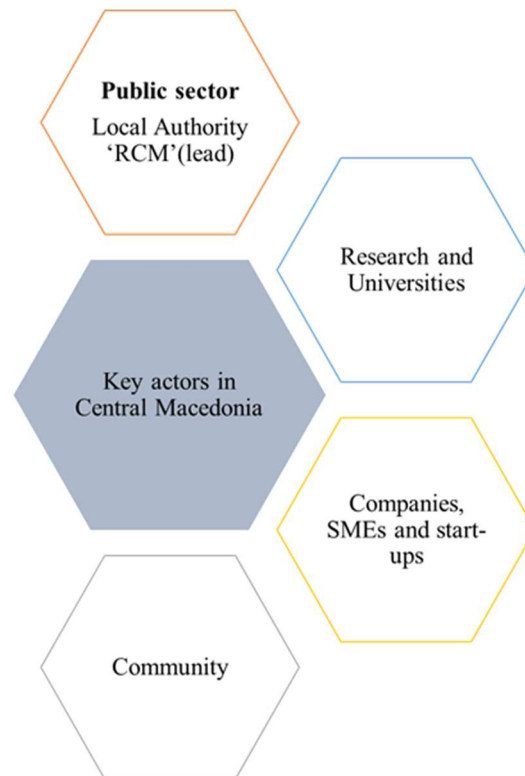 Public sector
Local Authority
‘RCM’(lead)
Research and
Universities
Key actors in
Central Macedonia
Companies,
SMEs and start-
ups
Community